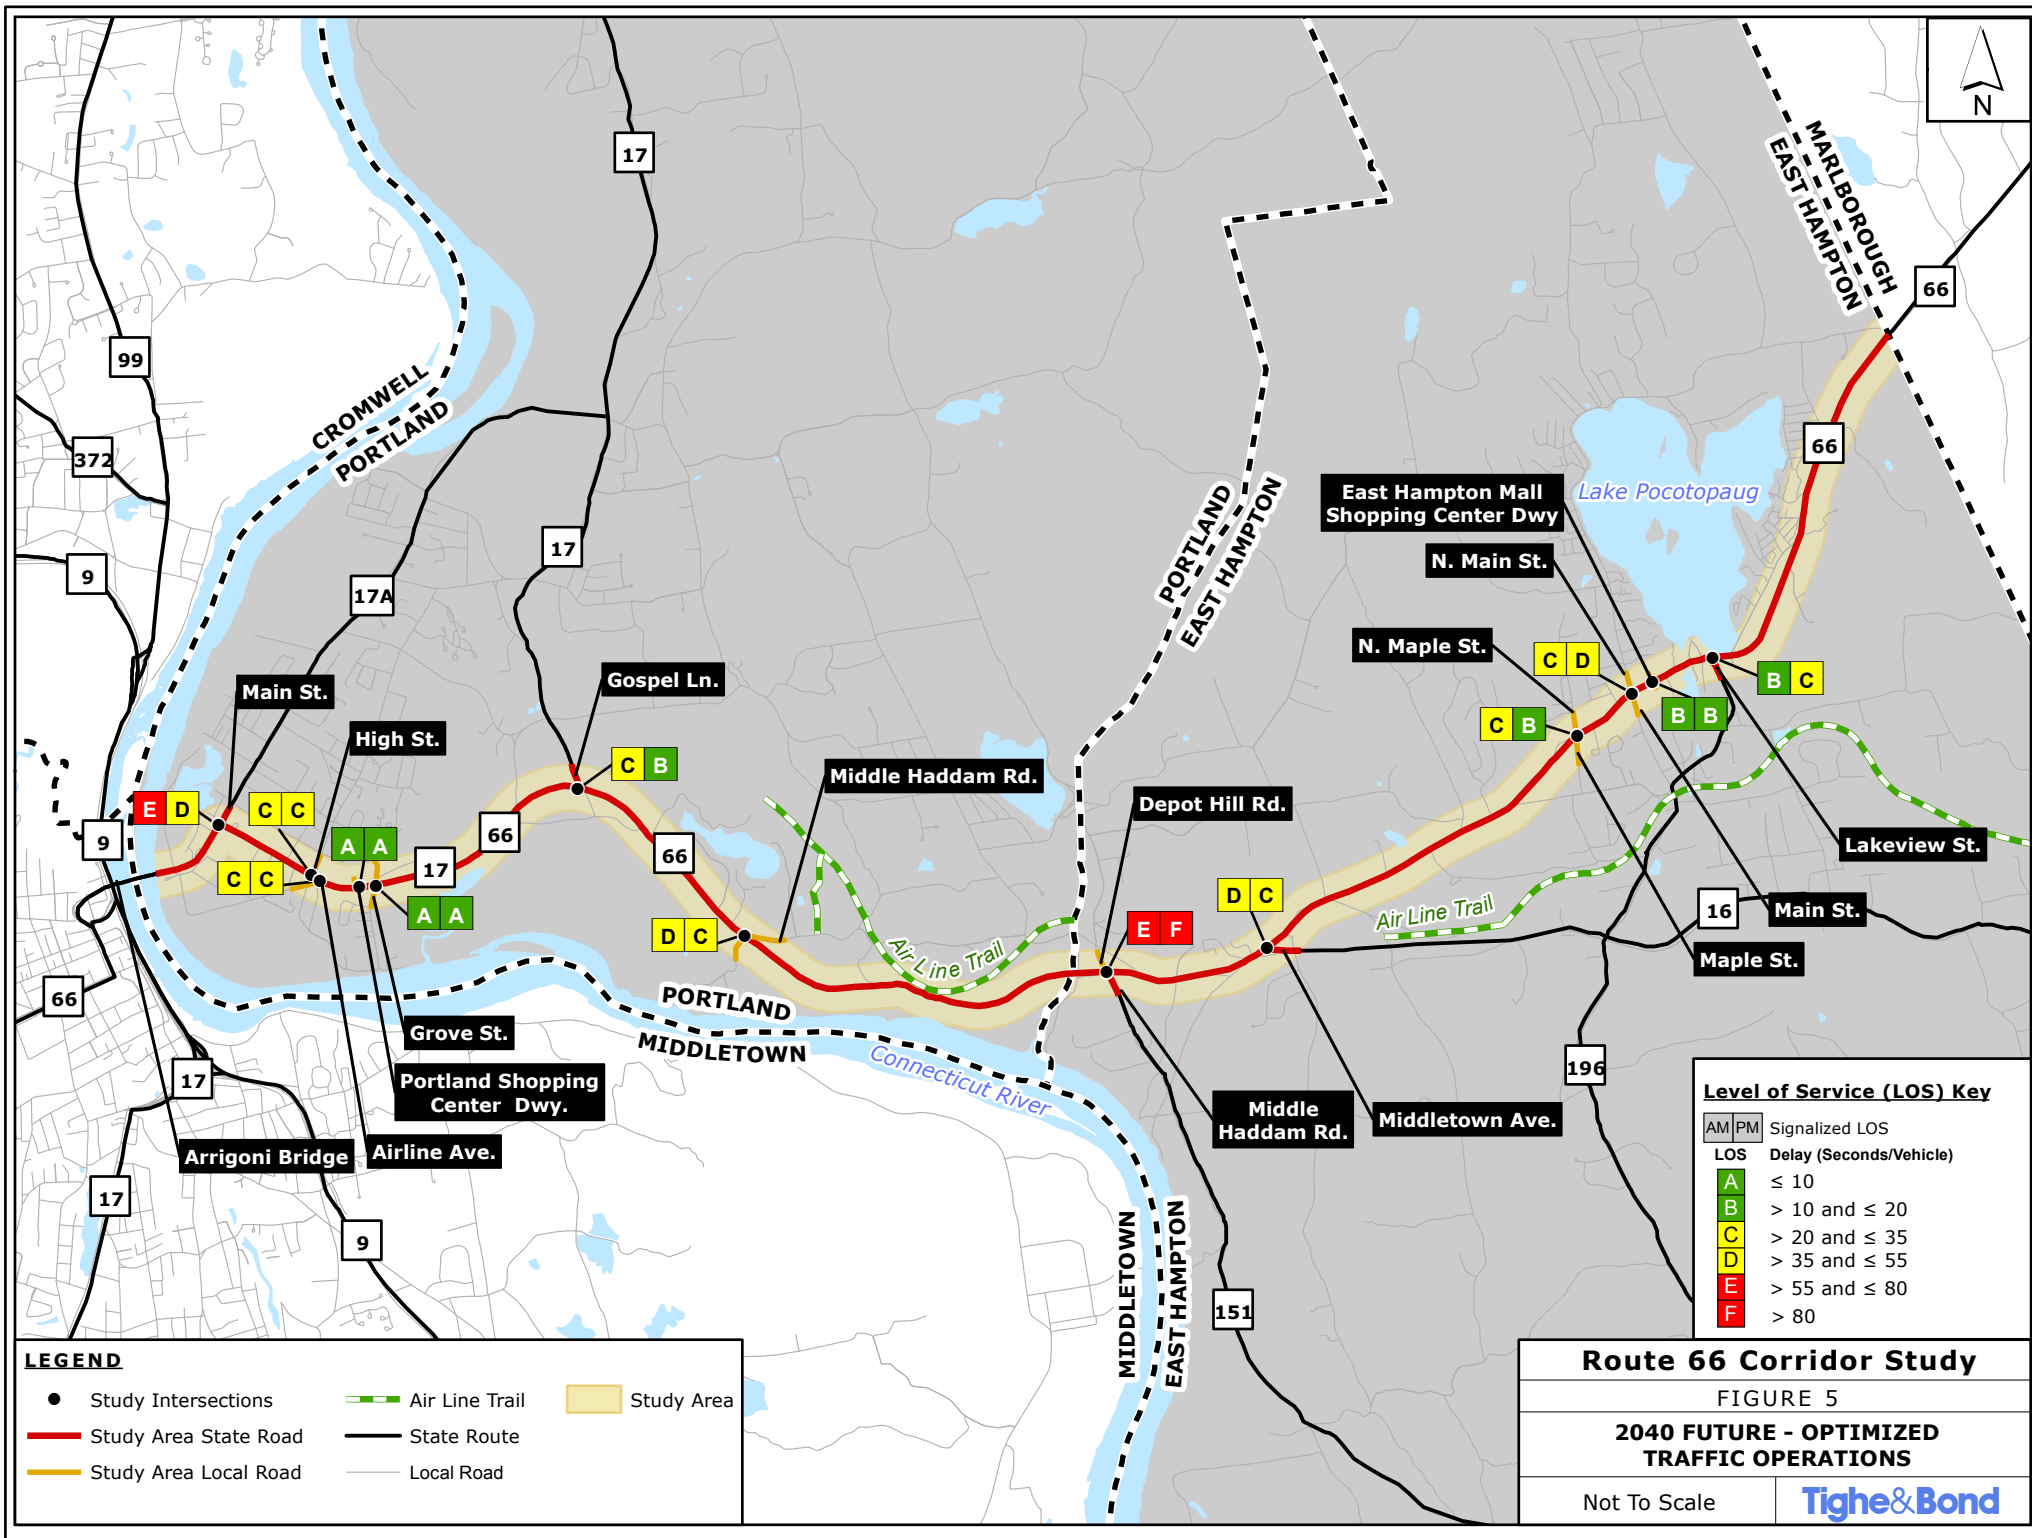 N
MARLBOROUGH
EAST HAMPTON
17
66
99
CROMWELL
PORTLAND
372
66
East Hampton Mall
Shopping Center Dwy
Lake Pocotopaug
PORTLAND
EAST HAMPTON
17
N. Main St.
9
17A
N. Maple St.
C D
Main St.
Gospel Ln.
B C
High St.
C B
B B
C B
Middle Haddam Rd.
Depot Hill Rd.
E D
C C
66
9
A A
66
Lakeview St.
17
C C
D C
A A
16
Main St.
Air Line Trail
E F
D C
Air Line Trail
Maple St.
66
PORTLAND
MIDDLETOWN
Grove St.
Connecticut River
17
Portland Shopping
Center Dwy.
196
Middle
Haddam Rd.
Middletown Ave.
Arrigoni Bridge
Airline Ave.
17
9
MIDDLETOWN
EAST HAMPTON
151
Level of Service (LOS) Key
AM PM Signalized LOS
LOS Delay (Seconds/Vehicle)
A ≤ 10
B > 10 and ≤ 20
C > 20 and ≤ 35
D > 35 and ≤ 55
E > 55 and ≤ 80
F > 80
LEGEND
Study Intersections
Air Line Trail
Study Area
Study Area State Road
State Route
Study Area Local Road
Local Road
Route 66 Corridor Study
FIGURE 5
2040 FUTURE - OPTIMIZED
TRAFFIC OPERATIONS
Not To Scale
Tighe&Bond